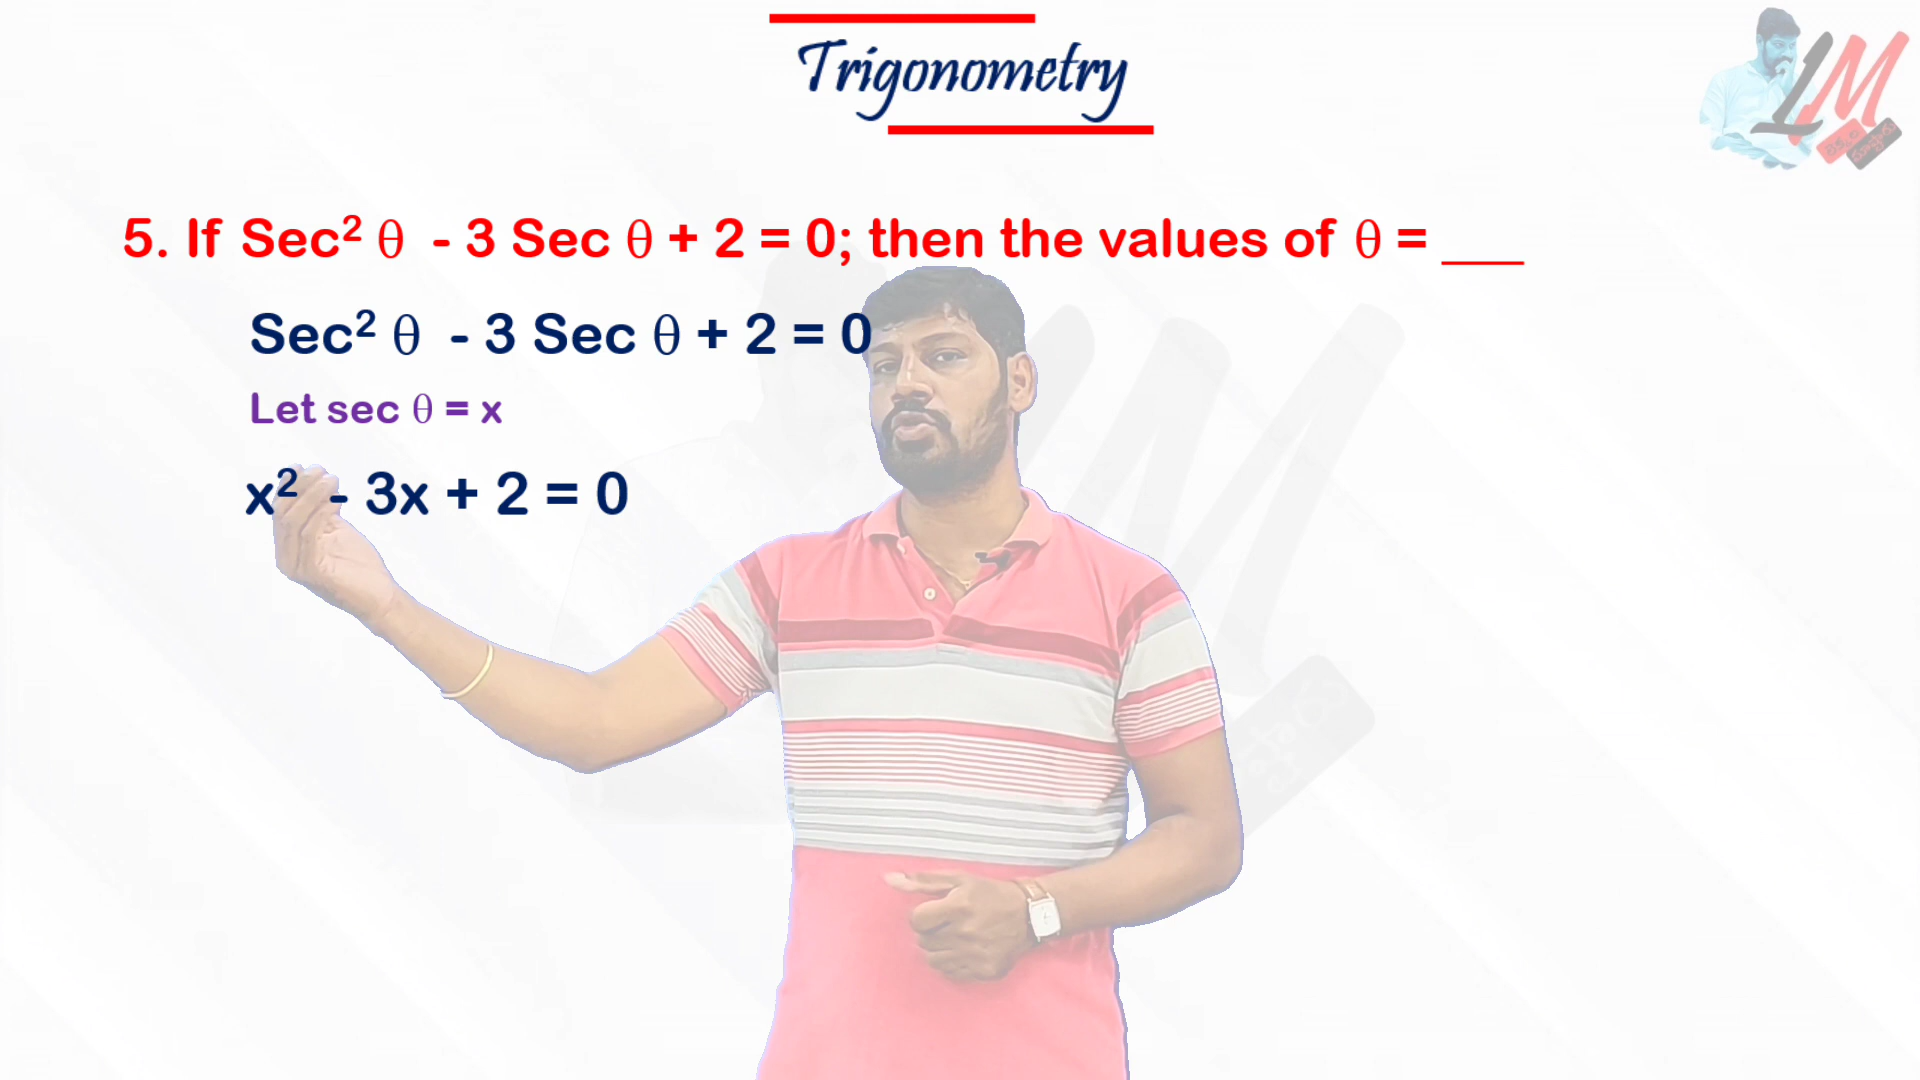 Trigonometry
LM
5. If Sec² θ - 3 Sec θ + 2 = 0; then the values of θ = ___
Sec² θ - 3 Sec θ + 2 = 0
Let sec θ = x
x² - 3x + 2 = 0